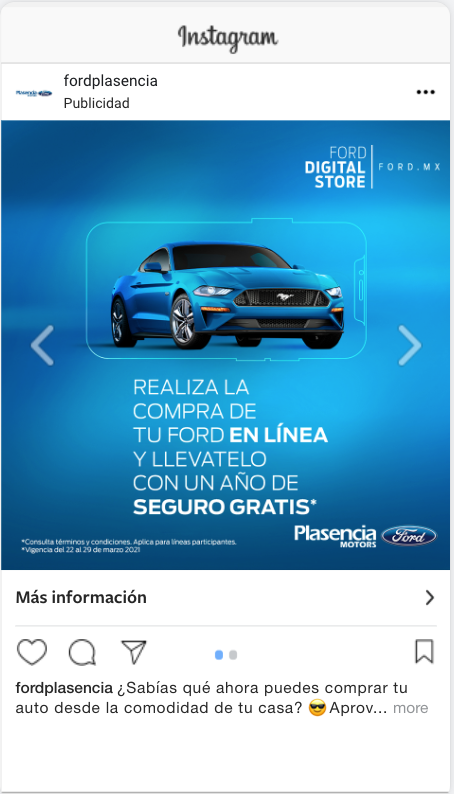 Instagram
fordplasencia
Publicidad
FORD
DIGITAL
STORE
FORD.MX
REALIZA LA
COMPRA DE
TU FORD EN LÍNEA
Y LLEVATELO
CON UN AÑO DE
SEGURO GRATIS*
Plasencia
MOTORS
Ford
*Consulta términos y condiciones. Aplica para líneas participantes.
*Vigencia del 22 al 29 de marzo 2021
Más información
fordplasencia ¿Sabías qué ahora puedes comprar tu
auto desde la comodidad de tu casa? 😎 Aprov... more